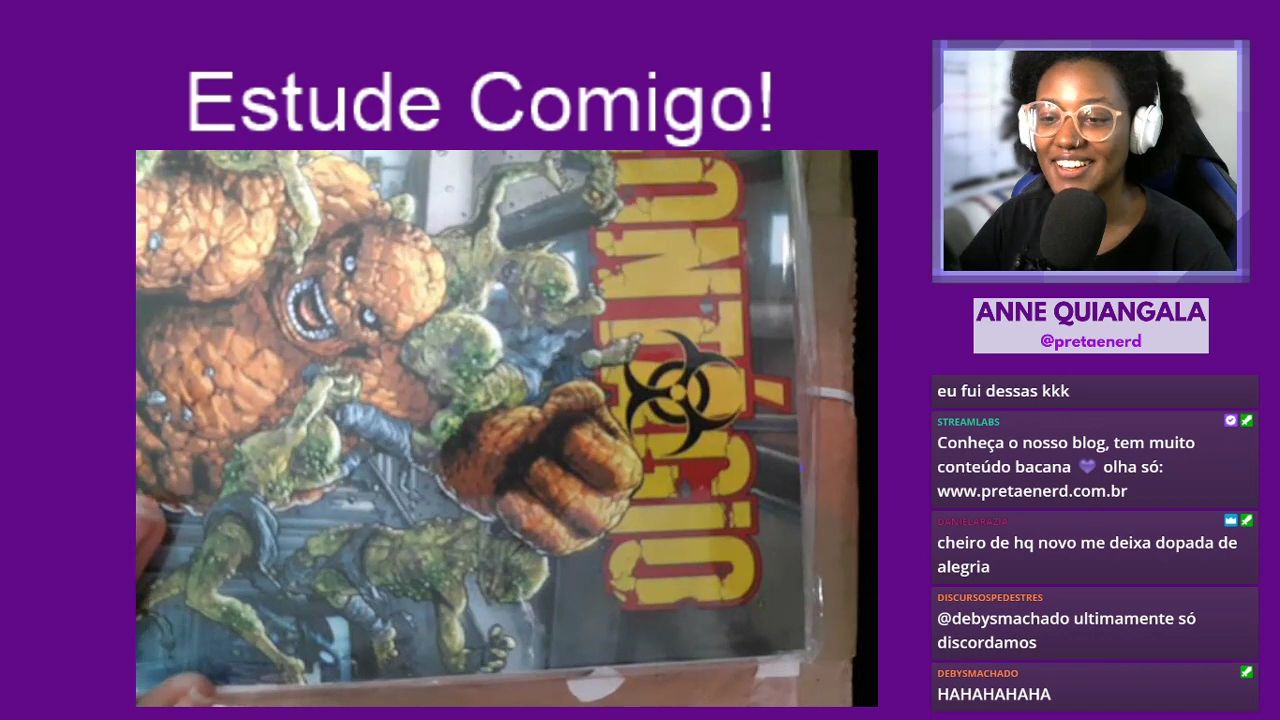 Estude Comigo!
ONTÁGIO
ANNE QUIANGALA
@pretaenerd
eu fui dessas kkk
STREAMLABS
Conheça o nosso blog, tem muito
conteúdo bacana 💜 olha só:
www.pretaenerd.com.br
DANIELARAZIA
cheiro de hq novo me deixa dopada de
alegria
DISCURSOSPEDESTRES
@debysmachado ultimamente só
discordamos
DEBYSMACHADO
HAHAHAHAHA